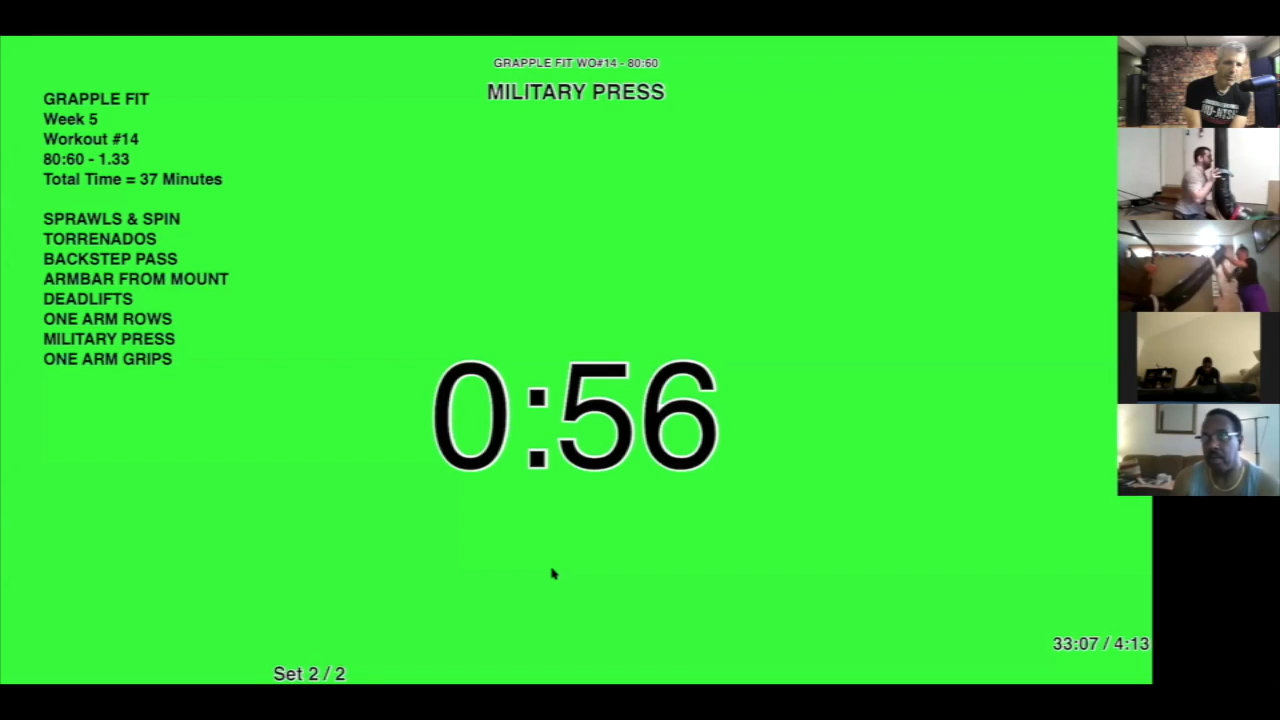 GRAPPLE FIT WO#14 - 80:60
MILITARY PRESS
GRAPPLE FIT
Week 5
Workout #14
80:60 - 1.33
Total Time = 37 Minutes
SPRAWLS & SPIN
TORRENADOS
BACKSTEP PASS
ARMBAR FROM MOUNT
DEADLIFTS
ONE ARM ROWS
MILITARY PRESS
ONE ARM GRIPS
0:56
33:07 / 4:13
Set 2 / 2